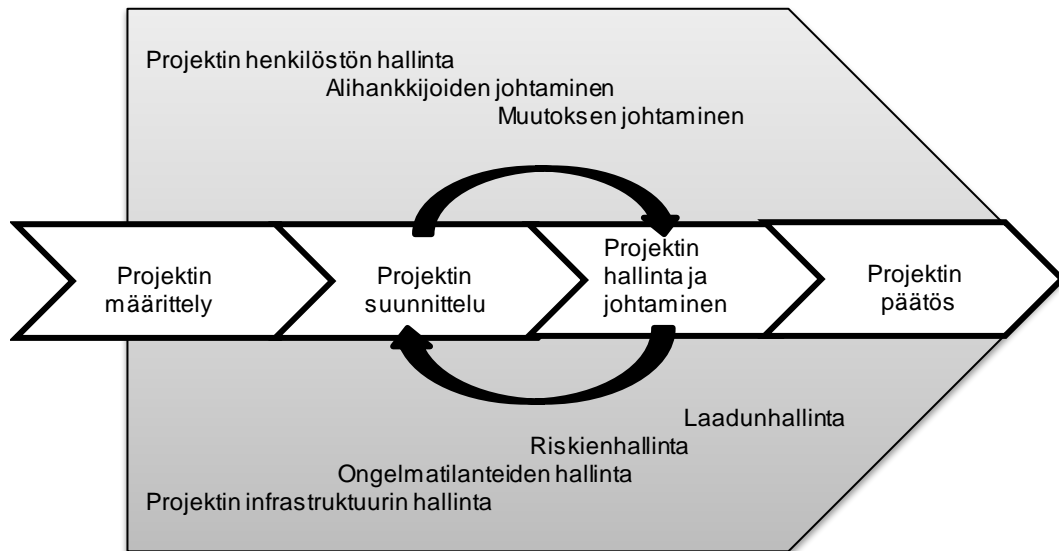 Projektin henkilöstön hallinta
Alihankkijoiden johtaminen
Muutoksen johtaminen
Projektin
määrittely
Projektin
suunnittelu
Projektin
hallinta ja
johtaminen
Projektin
päätös
Laadunhallinta
Riskienhallinta
Ongelmatilanteiden hallinta
Projektin infrastruktuurin hallinta